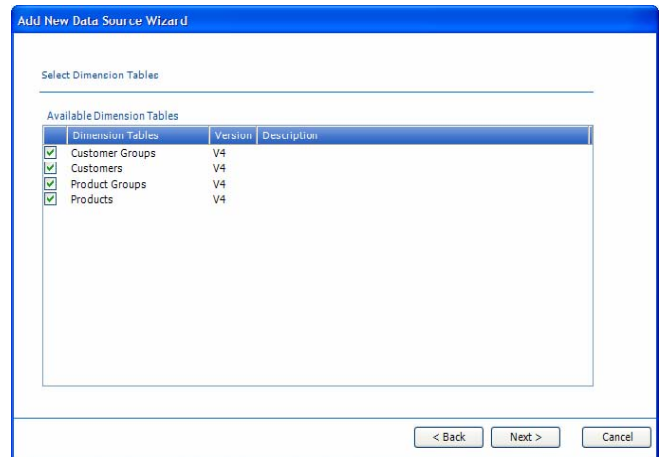 Add New Data Source Wizard
Select Dimension Tables
Available Dimension Tables
Dimension Tables Version Description
Customer Groups V4
Customers V4
Product Groups V4
Products V4
< Back Next > Cancel